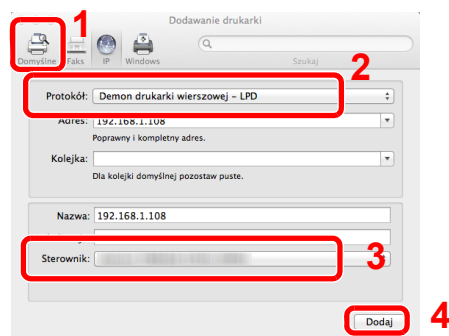 1
Dodawanie drukarki
Domyślne Faks IP Windows
Szukaj
2
Protokół: Demon drukarki wierszowej – LPD
Adres: 192.168.1.108
Poprawny i kompletny adres.
Kolejka:
Dla kolejki domyślnej pozostaw puste.
Nazwa: 192.168.1.108
Sterownik:
3
Dodaj
4